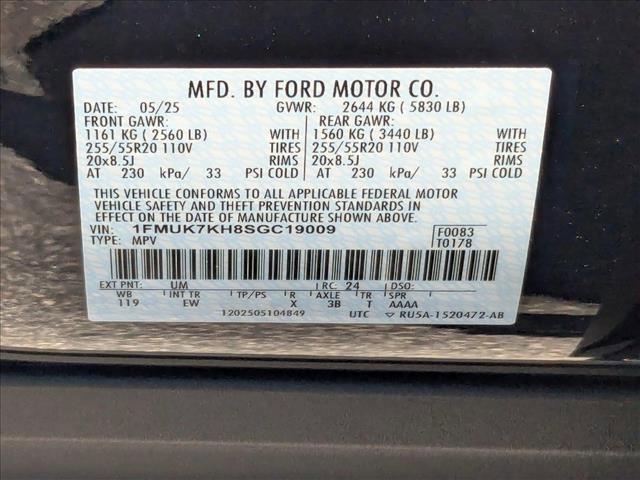 MFD. BY FORD MOTOR CO.
DATE: 05/25 GVWR: 2644 KG ( 5830 LB)
FRONT GAWR: REAR GAWR:
1161 KG ( 2560 LB) WITH 1560 KG ( 3440 LB) WITH
255/55R20 110V TIRES 255/55R20 110V TIRES
20x8.5J RIMS 20x8.5J RIMS
AT 230 kPa/ 33 PSI COLD AT 230 kPa/ 33 PSI COLD
THIS VEHICLE CONFORMS TO ALL APPLICABLE FEDERAL MOTOR
VEHICLE SAFETY AND THEFT PREVENTION STANDARDS IN
EFFECT ON THE DATE OF MANUFACTURE SHOWN ABOVE.
VIN: 1FMUK7KH8SGC19009 F0083
TYPE: MPV T0178
EXT PNT: UM RC: 24 DSO:
WB INT TR TP/PS R AXLE TR SPR
119 EW X 3B T AAAA
1202505104849 UTC ▽ RU5A-1520472-AB